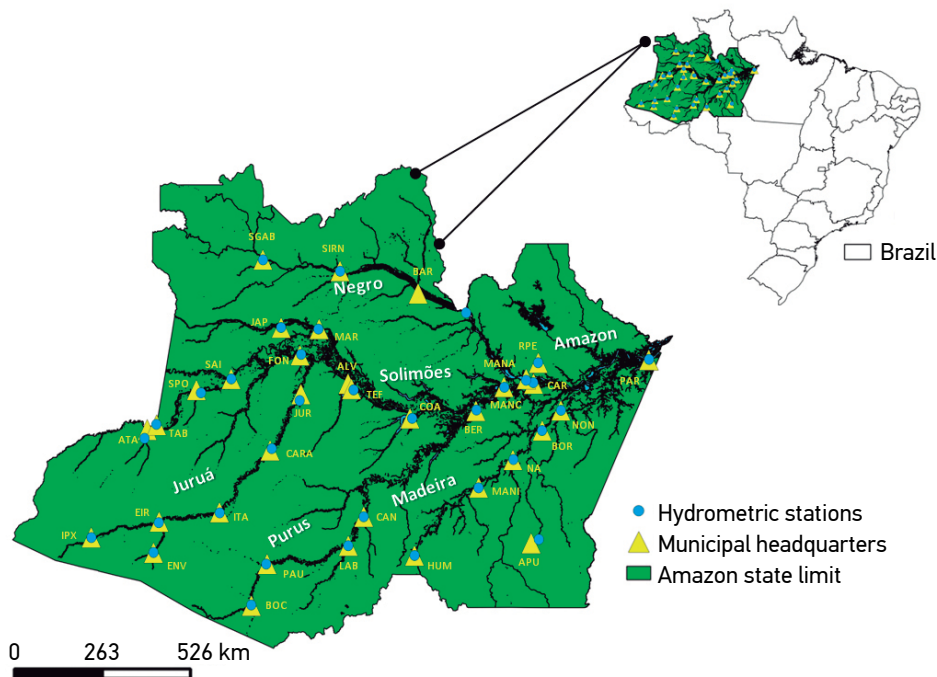 Brazil
SGAB
SIRN
BAR
Negro
JAP
MAR
Amazon
RPE
FON
ALV
Solimões
MANA
CAR
PAR
SAI
SPO
TEF
JUR
COA
MANC
BER
NON
TAB
ATA
BOR
CARA
NA
Juruá
Madeira
MANI
EIR
ITA
CAN
Hydrometric stations
IPX
Purus
Municipal headquarters
ENV
PAU
LAB
HUM
APU
Amazon state limit
BOC
0 263 526 km